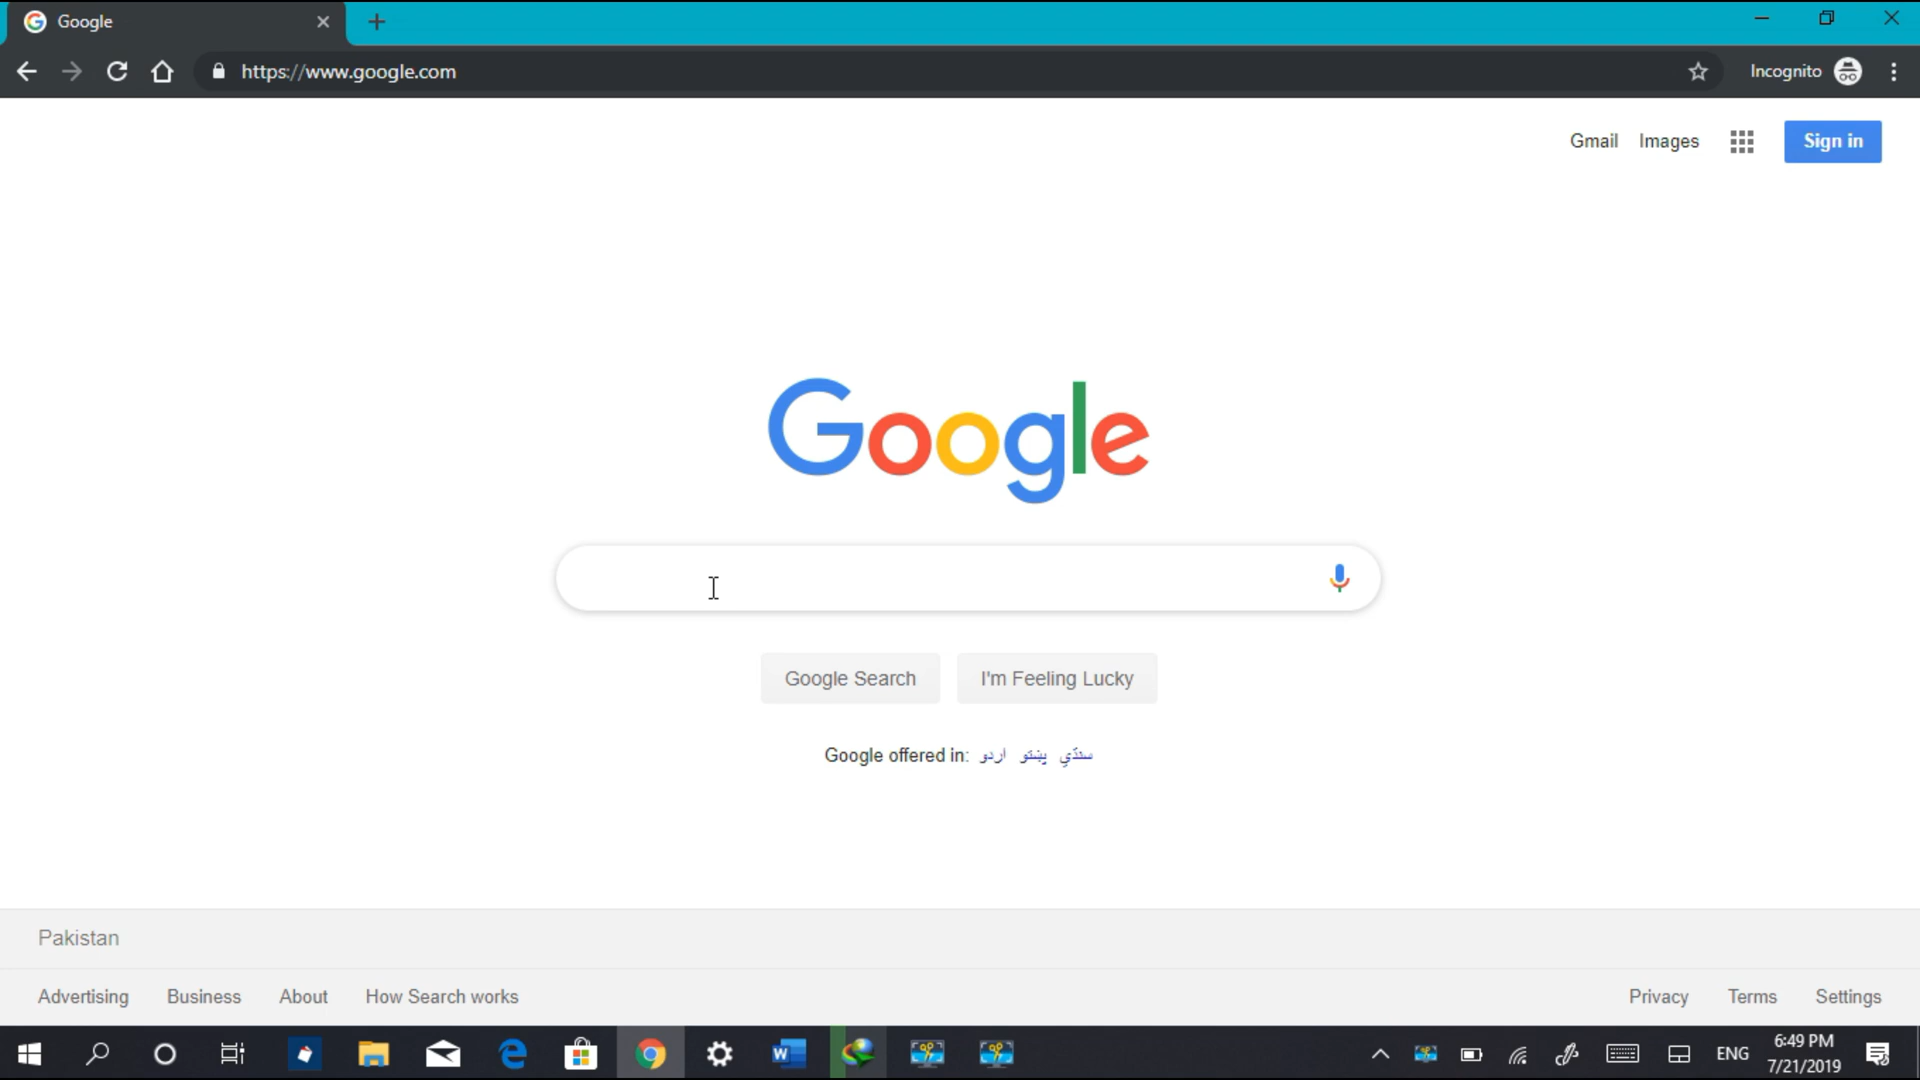 Google
https://www.google.com
Incognito
Gmail Images Sign in
Google
Google Search I'm Feeling Lucky
Google offered in: اردو پښتو سنڌي
Pakistan
Advertising Business About How Search works Privacy Terms Settings
ENG 6:49 PM
7/21/2019